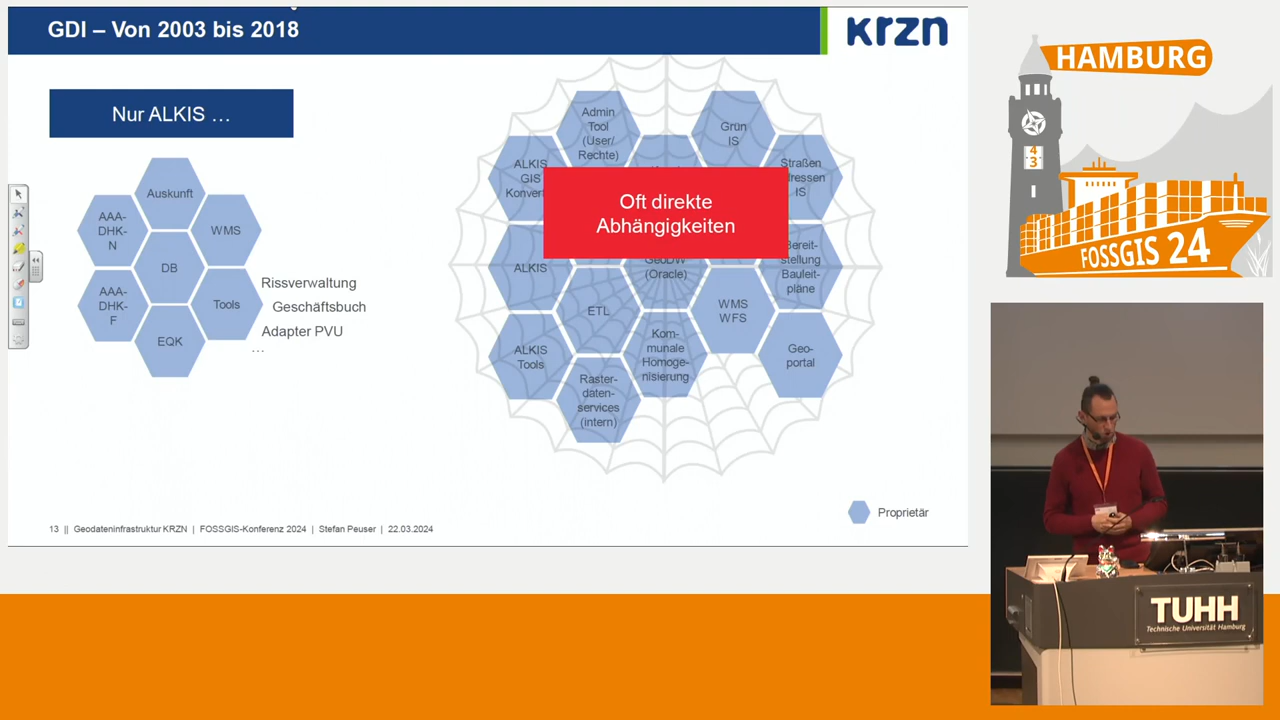 GDI – Von 2003 bis 2018
krzn
Nur ALKIS …
Auskunft
AAA-
DHK-
N
WMS
DB
AAA-
DHK-
F
Tools
EQK
Rissverwaltung
Geschäftsbuch
Adapter PVU
…
Admin
Tool
(User/
Rechte)
Grün
IS
ALKIS
GIS
Straßen
IS
Oft direkte
Abhängigkeiten
ALKIS
GeoDW
(Oracle)
Bereit-
stellung
Bauleit-
pläne
ETL
WMS
WFS
ALKIS
Tools
Kom-
munale
Homoge-
nisierung
Geo-
portal
Raster-
daten-
services
(intern)
Proprietär
13 || Geodateninfrastruktur KRZN | FOSSGIS-Konferenz 2024 | Stefan Peuser | 22.03.2024
HAMBURG
4
3
FOSSGIS 24
TUHH
Technische Universität Hamburg